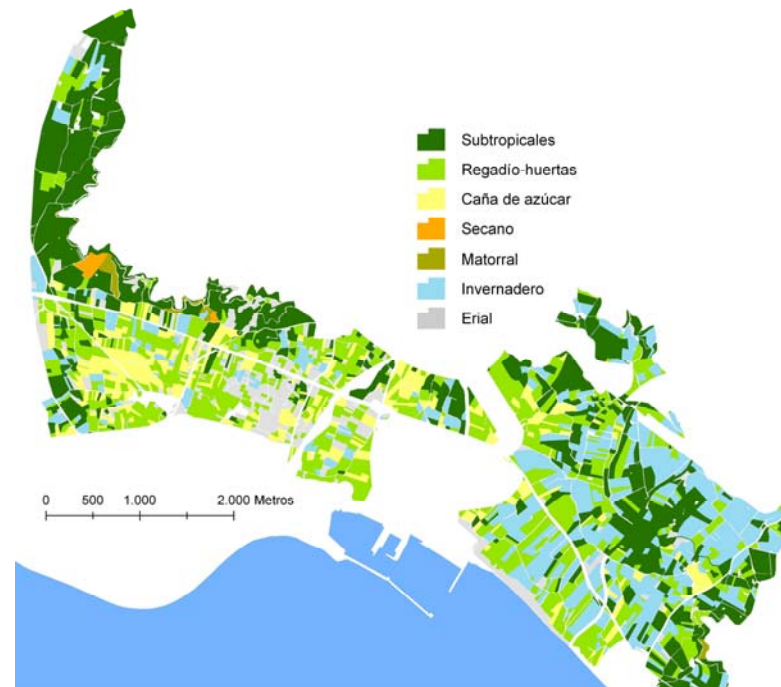 Subtropicales
Regadío-huertas
Caña de azúcar
Secano
Matorral
Invernadero
Erial
0 500 1.000 2.000 Metros